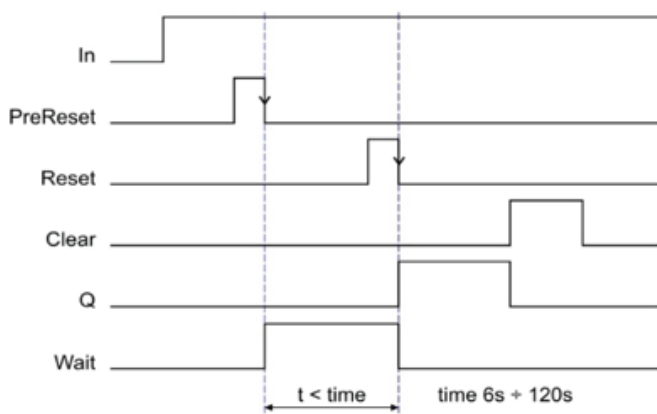 In
PreReset
Reset
Clear
Q
Wait
t < time time 6s ÷ 120s